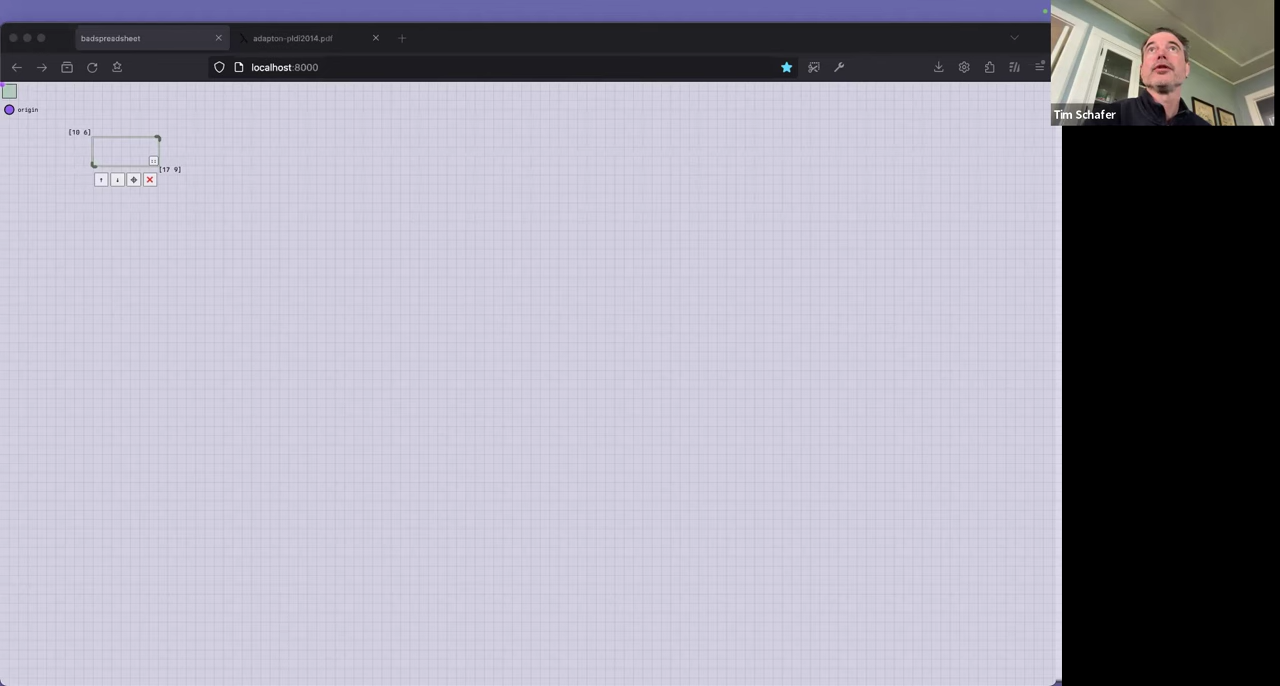 badspreadsheet
adapton-pldi2014.pdf
localhost:8000
Tim Schafer
origin
[10 6]
[17 9]